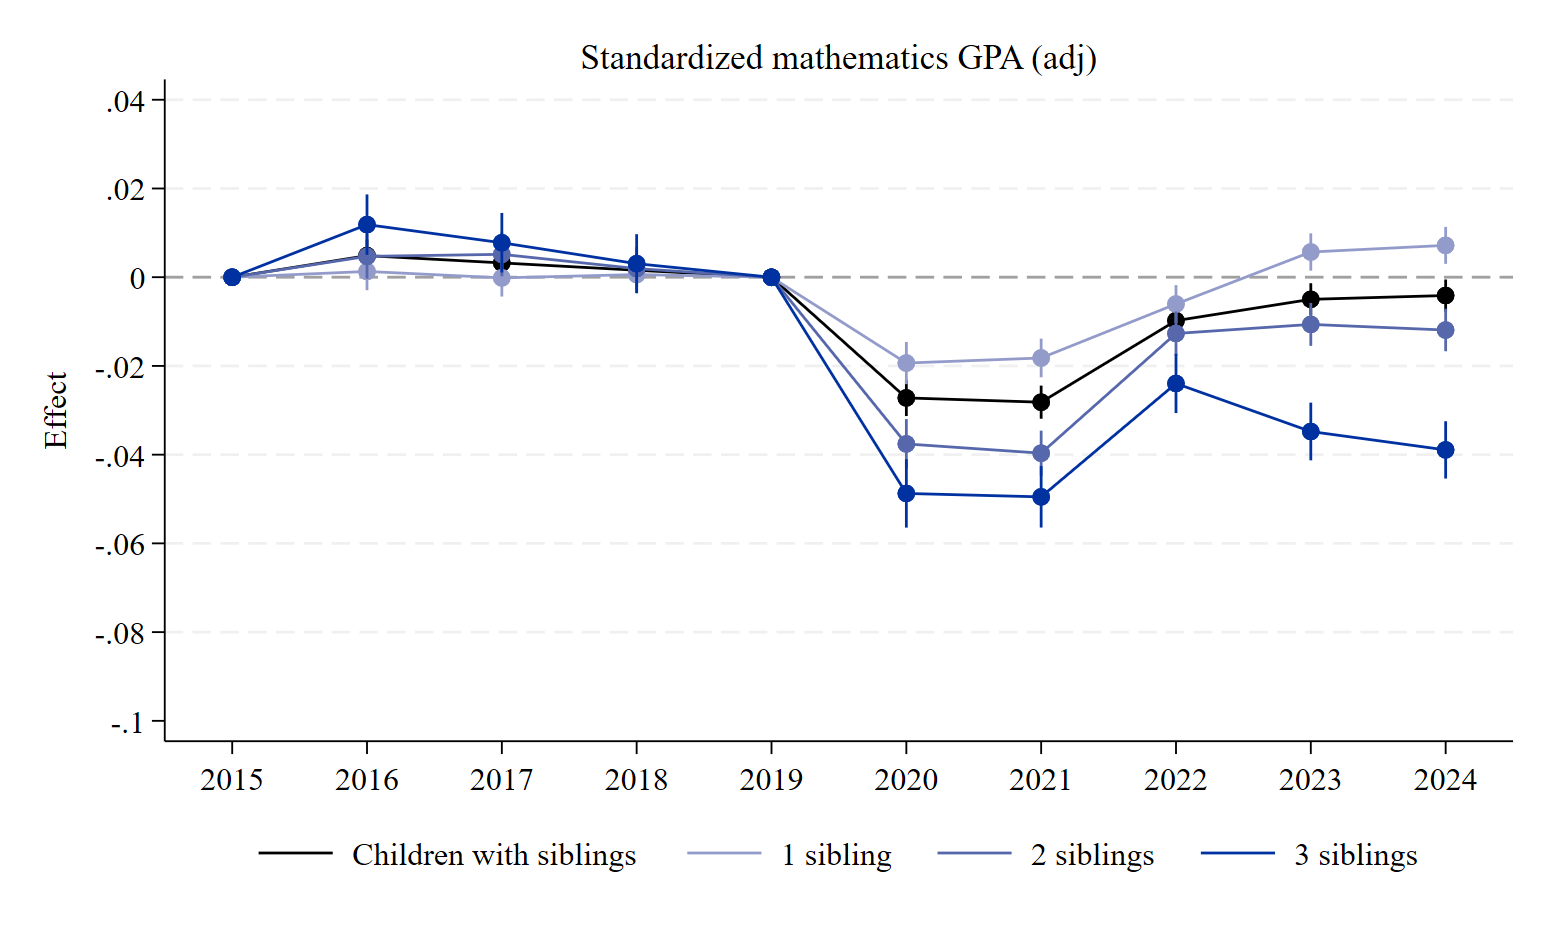 Standardized mathematics GPA (adj)
.04
.02
0
-.02
-.04
-.06
-.08
-.1
Effect
2015 2016 2017 2018 2019 2020 2021 2022 2023 2024
Children with siblings 1 sibling 2 siblings 3 siblings